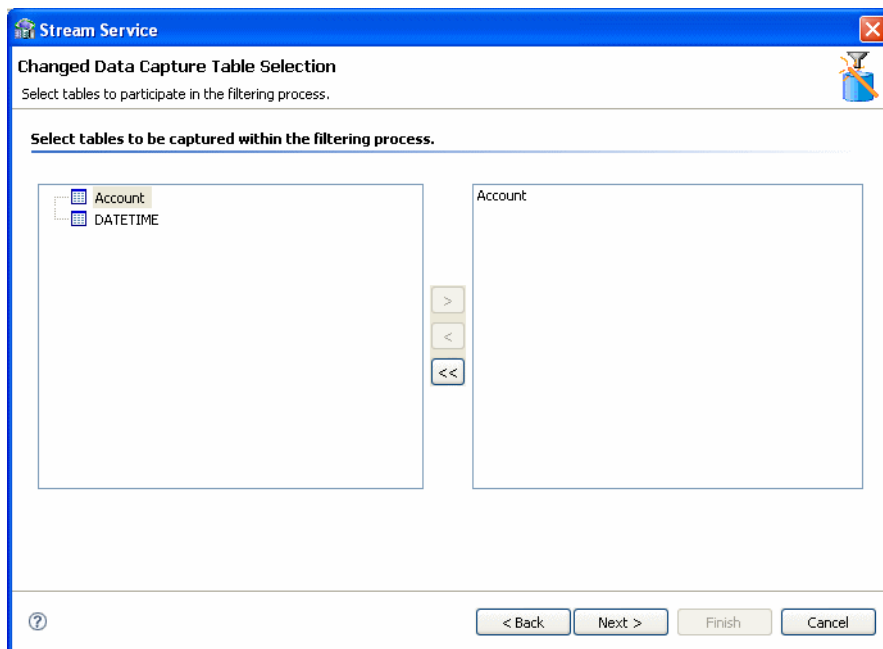 Stream Service
Changed Data Capture Table Selection
Select tables to participate in the filtering process.
Select tables to be captured within the filtering process.
Account
DATETIME
Account
>
<
<<
?
< Back
Next >
Finish
Cancel